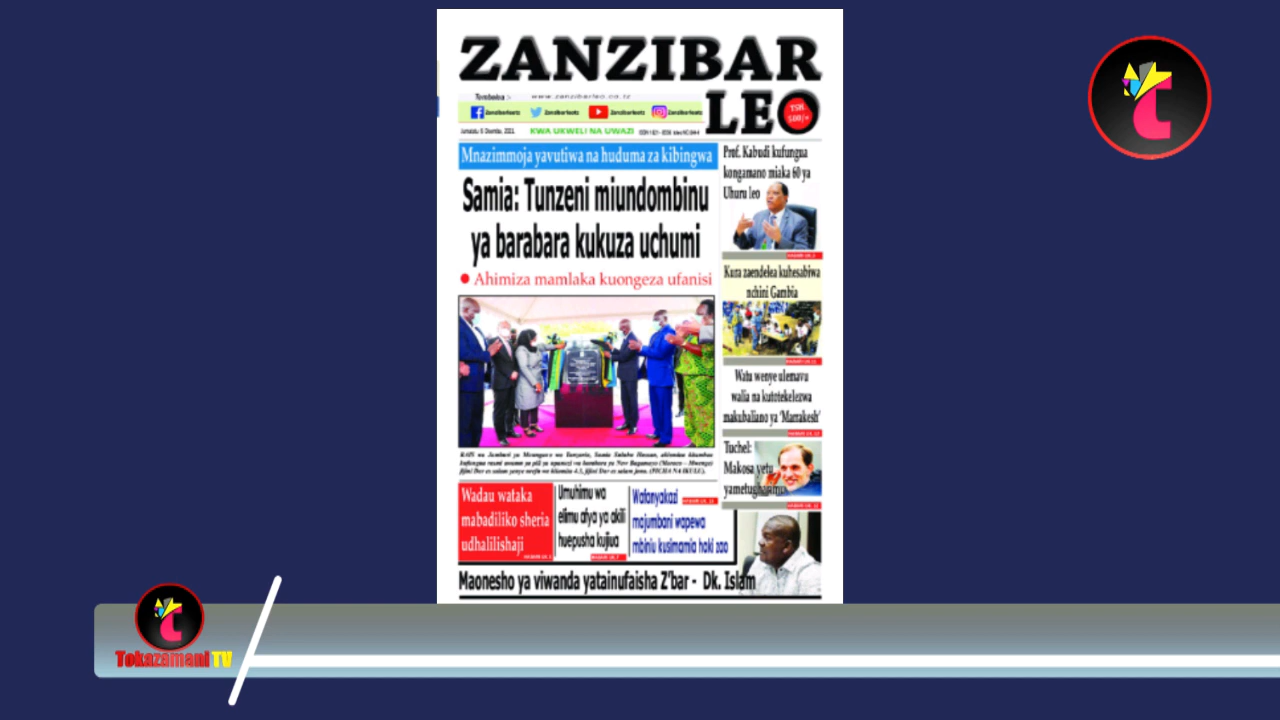 ZANZIBAR
LEO
TSH
500/=
Tembelea :- www.zanzibarleo.co.tz
KWA UKWELI NA UWAZI
Mnazimmoja yavutiwa na huduma za kibingwa
Samia: Tunzeni miundombinu
ya barabara kukuza uchumi
Ahimiza mamlaka kuongeza ufanisi
Prof. Kabudi kufungua
kongamano miaka 60 ya
Uhuru leo
Kura zaendelea kuhesabiwa
nchini Gambia
Watu wenye ulemavu
walia na kutotekelezwa
makubaliano ya 'Marrakesh'
Tuchel:
Makosa yetu
Wadau wataka
mabadiliko sheria
udhalilishaji
Umuhimu wa
elimu afya ya akili
huepusha kujiua
Wafanyakazi
majumbani wapewa
mbinu kusimamia haki zao
Maonesho ya viwanda yatainufaisha Z'bar - Dk. Islam
Tokazamani TV